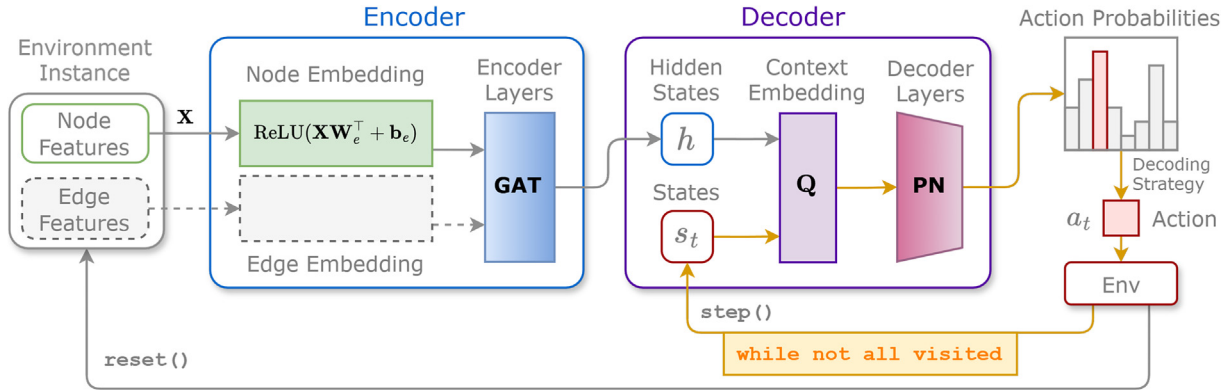 Encoder
Decoder
Action Probabilities
Environment
Instance
Node
Features
Edge
Features
X
Node Embedding
ReLU(XW_e^⊤ + b_e)
Edge Embedding
Encoder
Layers
GAT
Hidden
States
h
States
s_t
Context
Embedding
Q
Decoder
Layers
PN
Decoding
Strategy
a_t
Action
Env
step()
while not all visited
reset()